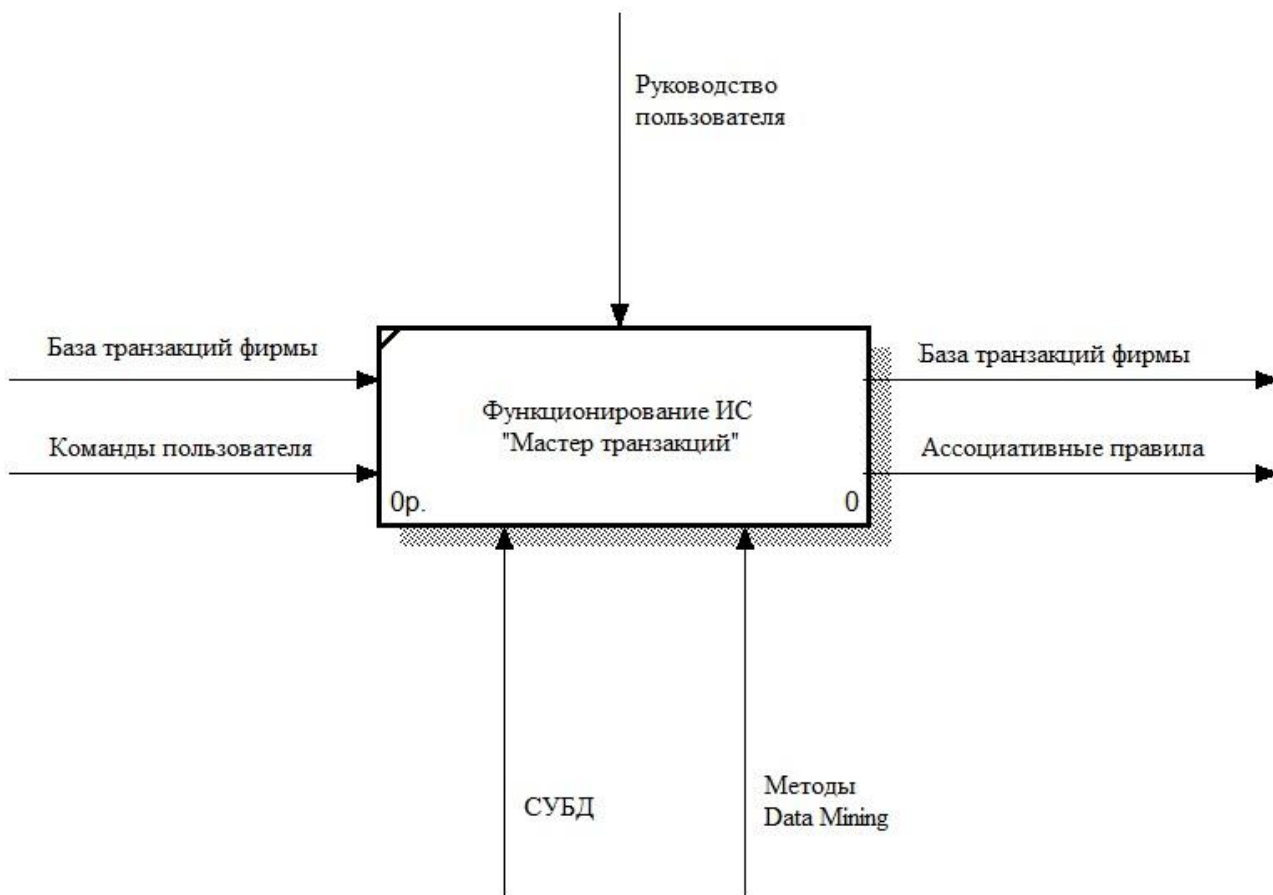 Руководство
пользователя
База транзакций фирмы
База транзакций фирмы
Функционирование ИС
"Мастер транзакций"
Команды пользователя
Ассоциативные правила
0р.
0
СУБД
Методы
Data Mining